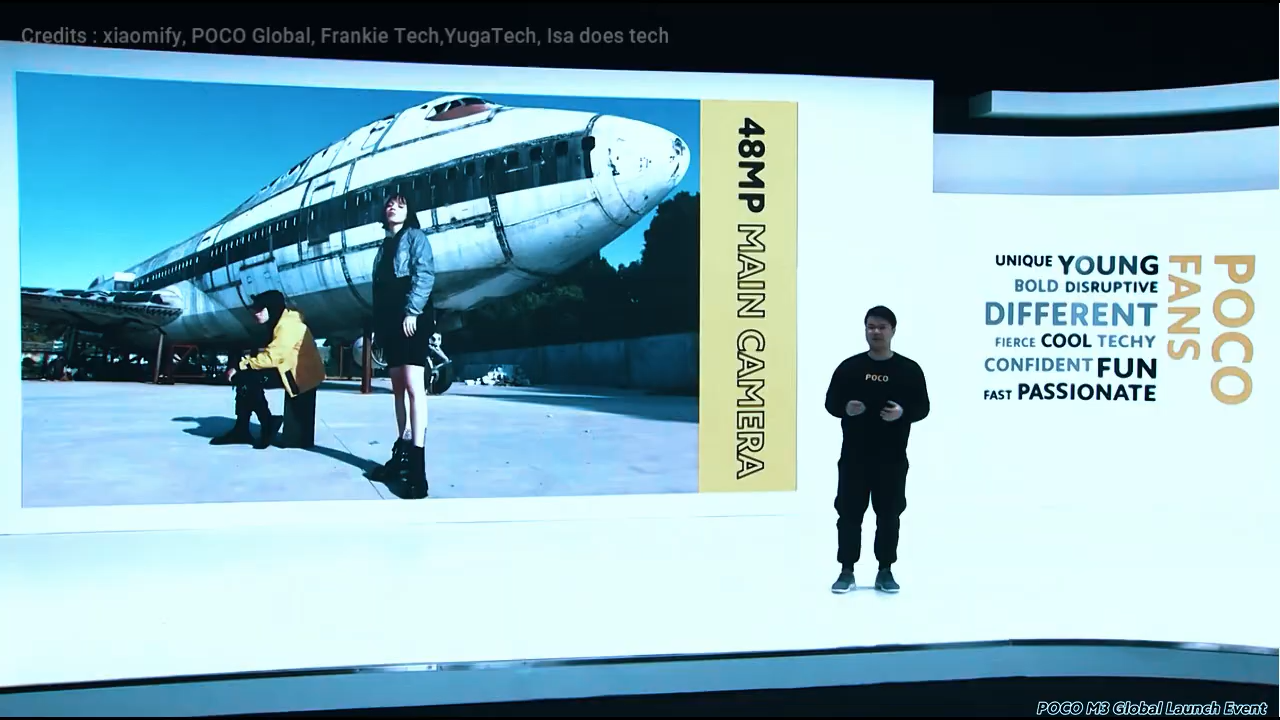 Credits : xiaomify, POCO Global, Frankie Tech,YugaTech, Isa does tech
48MP MAIN CAMERA
POCO
UNIQUE YOUNG
BOLD DISRUPTIVE
DIFFERENT
FIERCE COOL TECHY
CONFIDENT FUN
FAST PASSIONATE
POCO
FANS
POCO M3 Global Launch Event